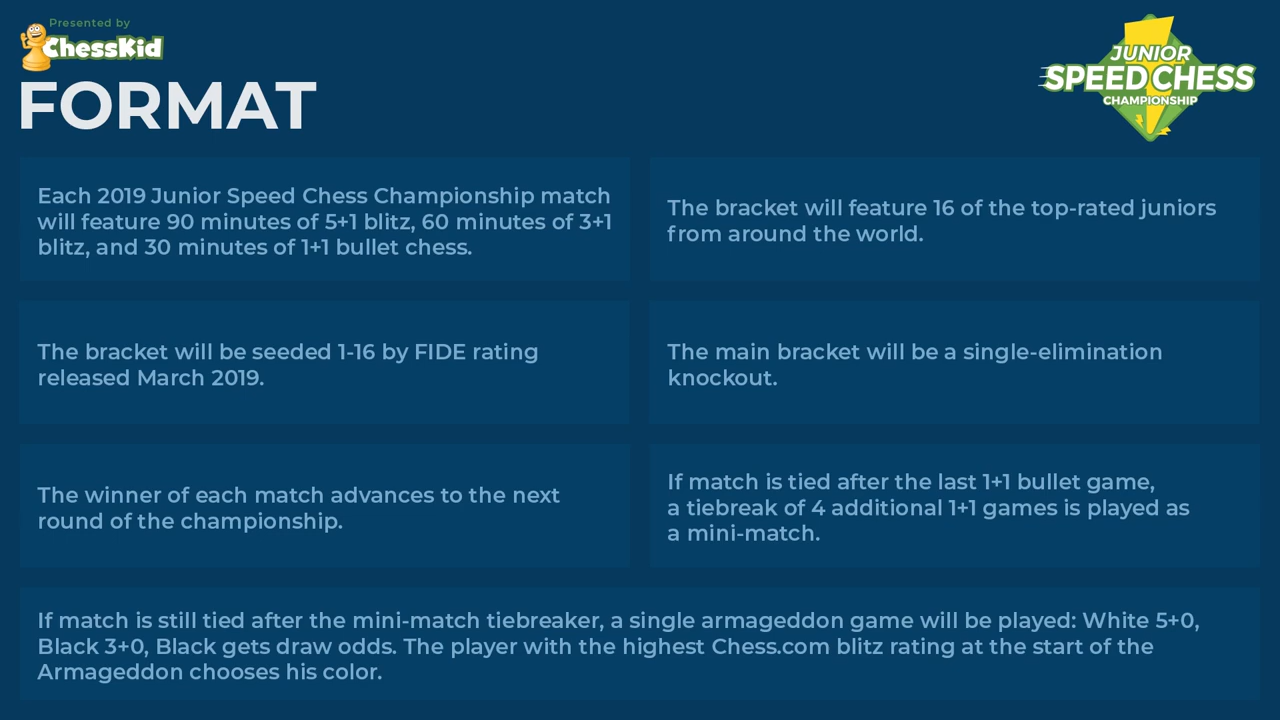 Presented by
ChessKid
JUNIOR
SPEED CHESS
CHAMPIONSHIP
FORMAT
Each 2019 Junior Speed Chess Championship match
will feature 90 minutes of 5+1 blitz, 60 minutes of 3+1
blitz, and 30 minutes of 1+1 bullet chess.
The bracket will feature 16 of the top-rated juniors
from around the world.
The bracket will be seeded 1-16 by FIDE rating
released March 2019.
The main bracket will be a single-elimination
knockout.
The winner of each match advances to the next
round of the championship.
If match is tied after the last 1+1 bullet game,
a tiebreak of 4 additional 1+1 games is played as
a mini-match.
If match is still tied after the mini-match tiebreaker, a single armageddon game will be played: White 5+0,
Black 3+0, Black gets draw odds. The player with the highest Chess.com blitz rating at the start of the
Armageddon chooses his color.